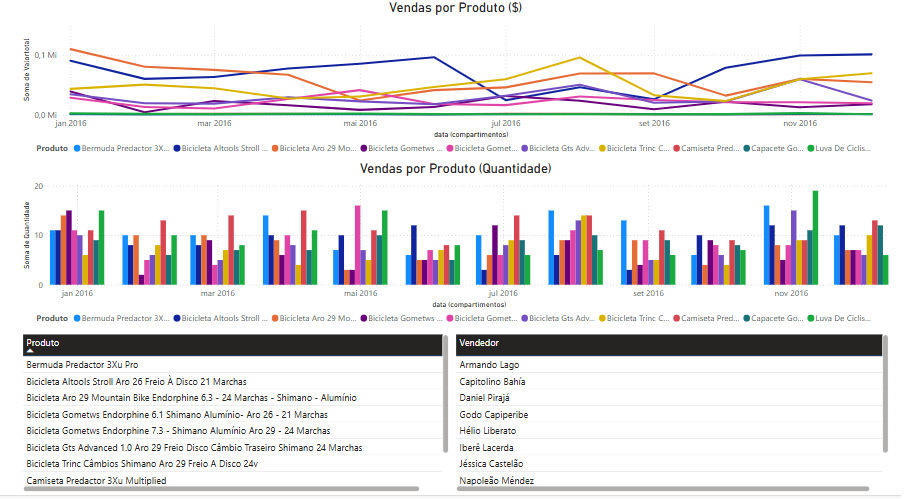 Vendas por Produto ($)
Soma de Valortotal
0,1 Mi
0,0 Mi
jan 2016 mar 2016 mai 2016 jul 2016 set 2016 nov 2016
data (compartimentos)
Produto Bermuda Predactor 3X... Bicicleta Altools Stroll ... Bicicleta Aro 29 Mo... Bicicleta Gometws ... Bicicleta Gomet... Bicicleta Gts Adv... Bicicleta Trinc C... Camiseta Pred... Capacete Go... Luva De Ciclis...
Vendas por Produto (Quantidade)
Soma de Quantidade
20
10
0
jan 2016 mar 2016 mai 2016 jul 2016 set 2016 nov 2016
data (compartimentos)
Produto Bermuda Predactor 3X... Bicicleta Altools Stroll ... Bicicleta Aro 29 Mo... Bicicleta Gometws ... Bicicleta Gomet... Bicicleta Gts Adv... Bicicleta Trinc C... Camiseta Pred... Capacete Go... Luva De Ciclis...
Produto
Bermuda Predactor 3Xu Pro
Bicicleta Altools Stroll Aro 26 Freio À Disco 21 Marchas
Bicicleta Aro 29 Mountain Bike Endorphine 6.3 - 24 Marchas - Shimano - Alumínio
Bicicleta Gometws Endorphine 6.1 Shimano Alumínio- Aro 26 - 21 Marchas
Bicicleta Gometws Endorphine 7.3 - Shimano Alumínio Aro 29 - 24 Marchas
Bicicleta Gts Advanced 1.0 Aro 29 Freio Disco Câmbio Traseiro Shimano 24 Marchas
Bicicleta Trinc Câmbios Shimano Aro 29 Freio A Disco 24v
Camiseta Predactor 3Xu Multiplied
Vendedor
Armando Lago
Capitolino Bahía
Daniel Pirajá
Godo Capiperibe
Hélio Liberato
Iberê Lacerda
Jéssica Castelão
Napoleão Méndez